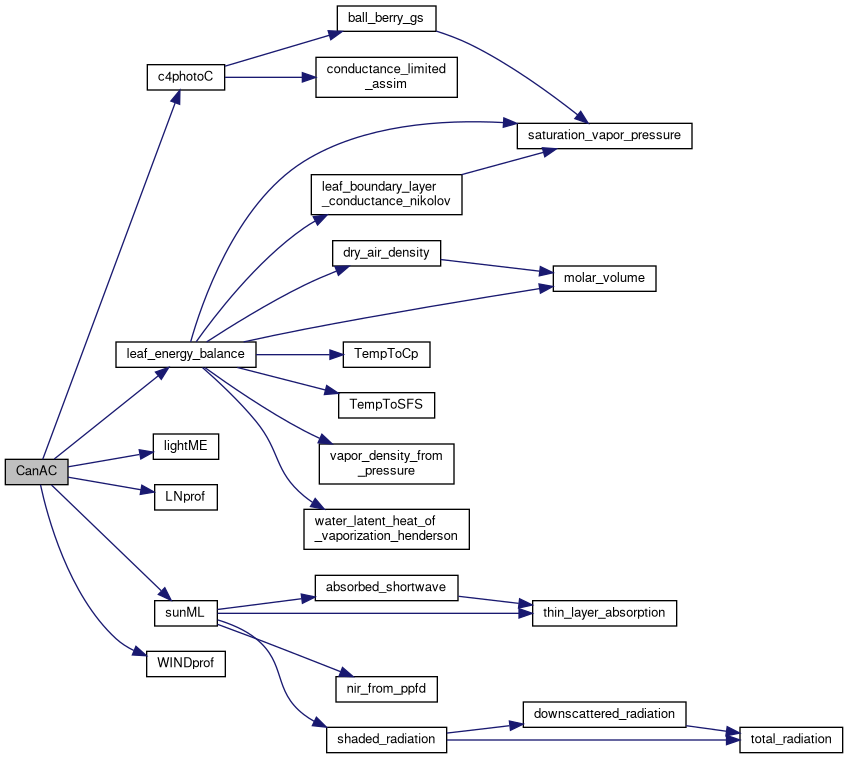 ball_berry_gs
c4photoC
conductance_limited
_assim
saturation_vapor_pressure
leaf_boundary_layer
_conductance_nikolov
dry_air_density
molar_volume
leaf_energy_balance
TempToCp
TempToSFS
lightME
vapor_density_from
_pressure
CanAC
LNprof
water_latent_heat_of
_vaporization_henderson
absorbed_shortwave
sunML
thin_layer_absorption
WINDprof
nir_from_ppfd
downscattered_radiation
shaded_radiation
total_radiation